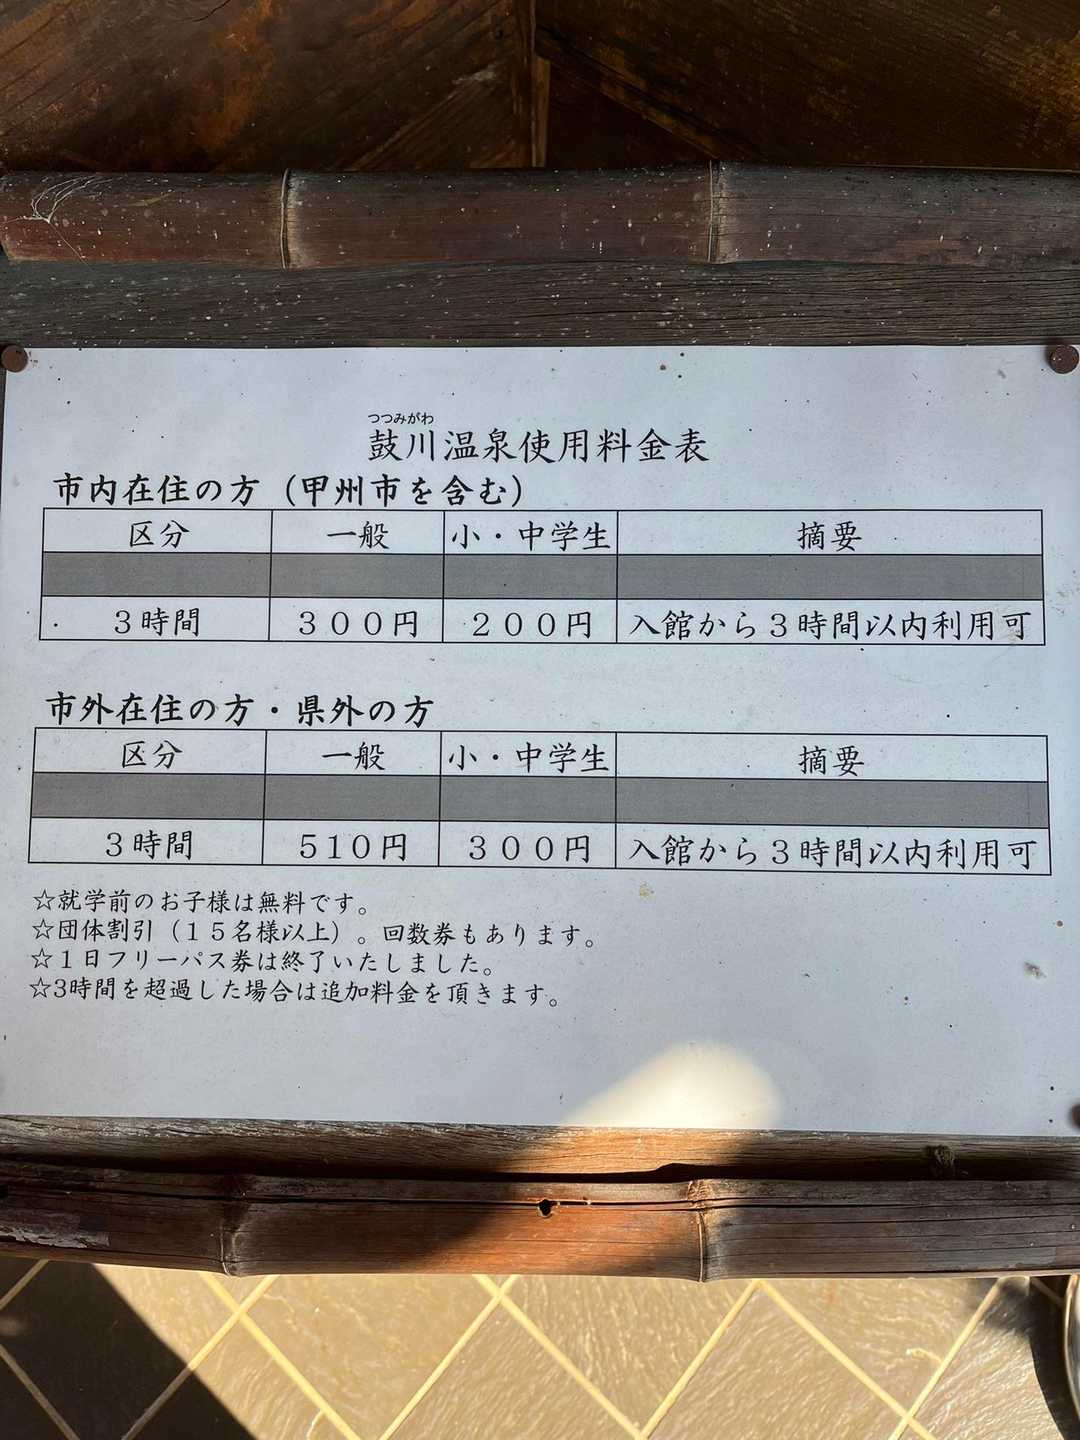 つつみがわ
鼓川温泉使用料金表
市内在住の方（甲州市を含む）
区分 一般 小・中学生 摘要
３時間 ３００円 ２００円 入館から３時間以内利用可
市外在住の方・県外の方
区分 一般 小・中学生 摘要
３時間 ５１０円 ３００円 入館から３時間以内利用可
☆就学前のお子様は無料です。
☆団体割引（１５名様以上）。回数券もあります。
☆１日フリーパス券は終了いたしました。
☆3時間を超過した場合は追加料金を頂きます。